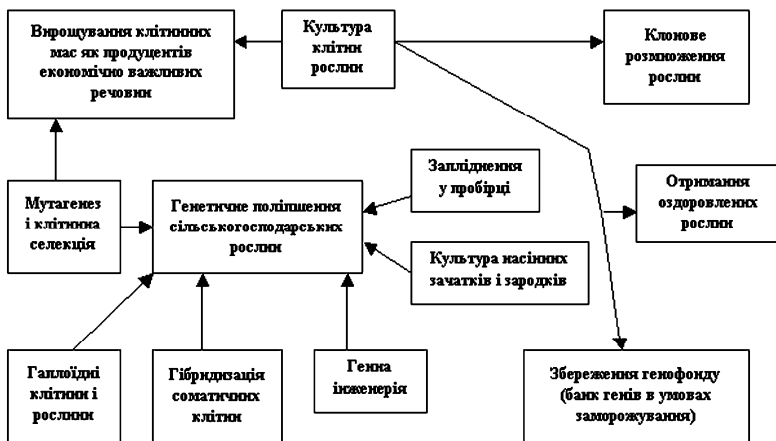 Вирощування клітинних
мас як продуцентів
економічно важливих
речовин
Культура
клітин
рослин
Клонове
розмноження
рослин
Запліднення
у пробірці
Мутагенез
і клітинна
селекція
Генетичне поліпшення
сільськогосподарських
рослин
Отримання
оздоровлених
рослин
Культура насінних
зачатків і зародків
Гаплоїдні
клітини і
рослини
Гібридизація
соматичних
клітин
Генна
інженерія
Збереження генофонду
(банк генів в умовах
заморожування)